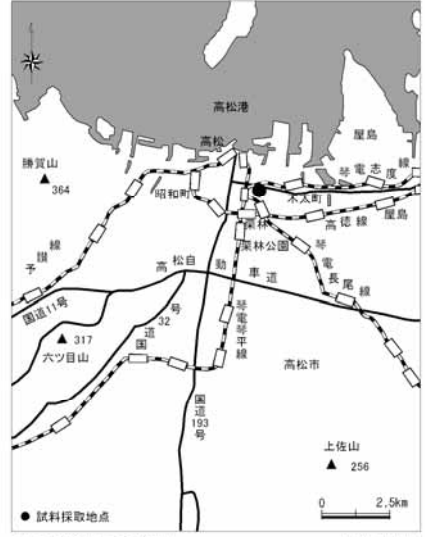 高松港
高松
屋島
琴電志度線
勝賀山
364
昭和町
木太町
栗林
高徳線
屋島
栗林公園
予讃線
高松自動車道
琴電長尾線
国道11号
国道32号
317
六ツ目山
琴電琴平線
高松市
国道193号
上佐山
256
0 2.5km
試料採取地点